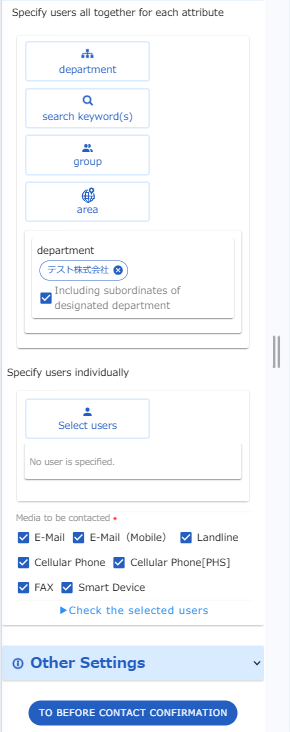 Specify users all together for each attribute
department
search keyword(s)
group
area
department
テスト株式会社
Including subordinates of
designated department
Specify users individually
Select users
No user is specified.
Media to be contacted •
E-Mail E-Mail（Mobile） Landline
Cellular Phone Cellular Phone[PHS]
FAX Smart Device
▶Check the selected users
Other Settings
TO BEFORE CONTACT CONFIRMATION